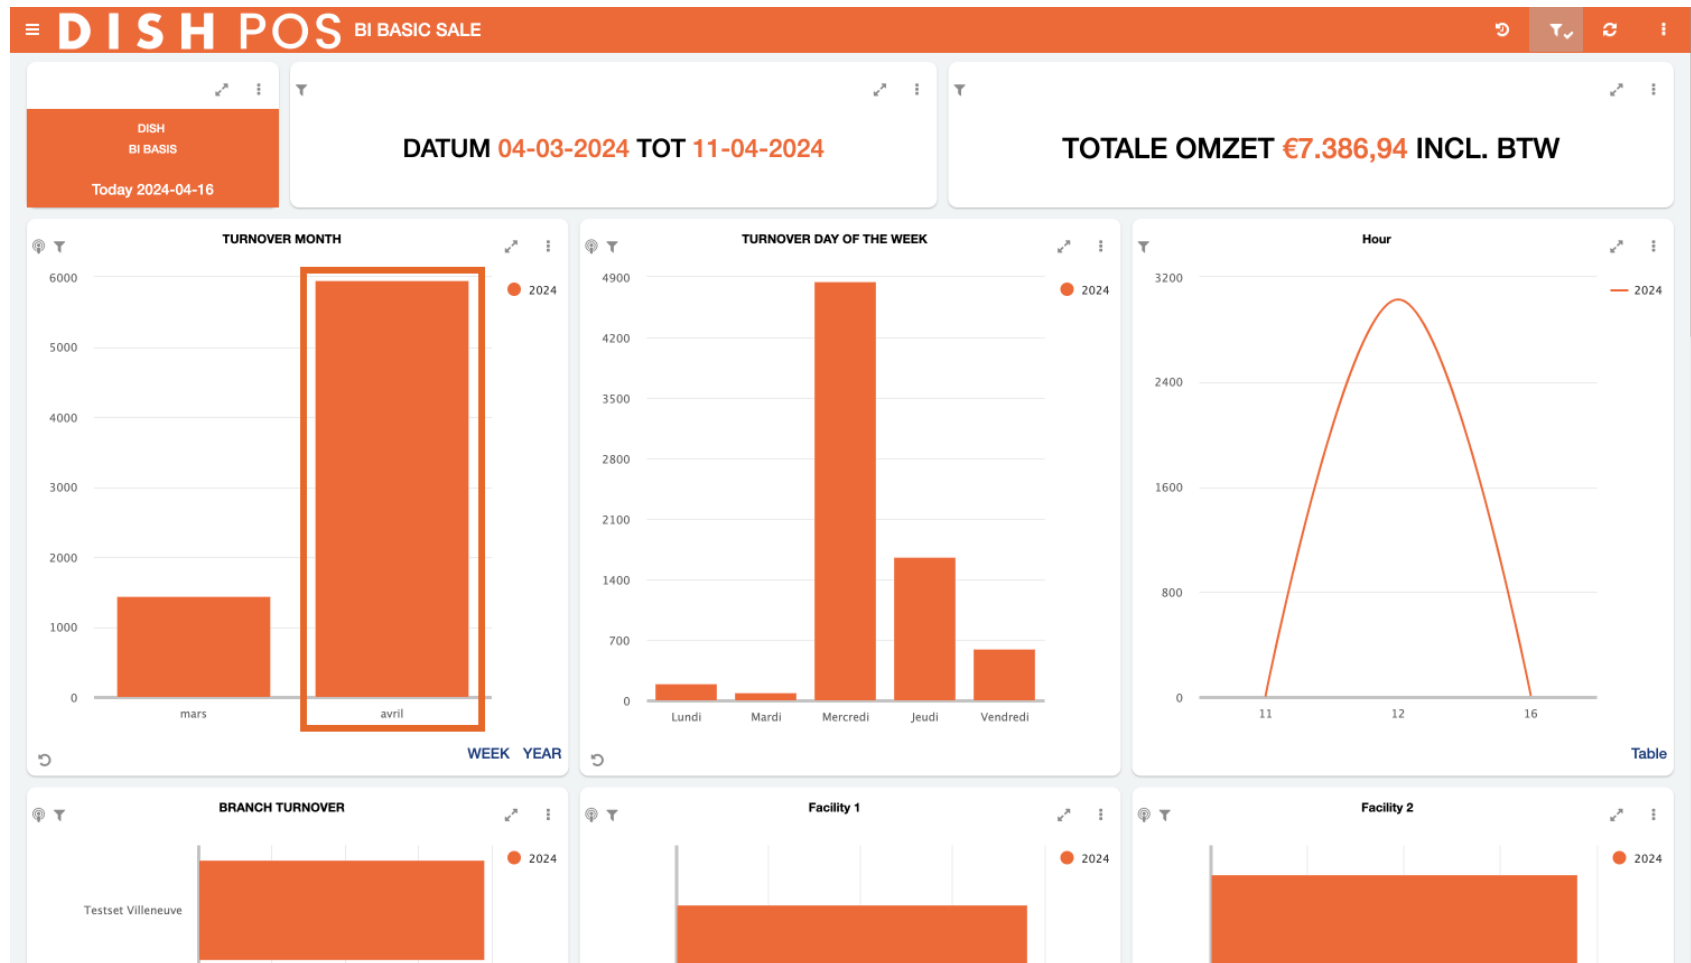 DISH POS BI BASIC SALE
DISH
BI BASIS
Today 2024-04-16
DATUM 04-03-2024 TOT 11-04-2024
TOTALE OMZET €7.386,94 INCL. BTW
TURNOVER MONTH
2024
6000
5000
4000
3000
2000
1000
0
mars
avril
WEEK YEAR
TURNOVER DAY OF THE WEEK
2024
4900
4200
3500
2800
2100
1400
700
0
Lundi
Mardi
Mercredi
Jeudi
Vendredi
Hour
2024
3200
2400
1600
800
0
11
12
16
Table
BRANCH TURNOVER
2024
Testset Villeneuve
Facility 1
2024
Facility 2
2024